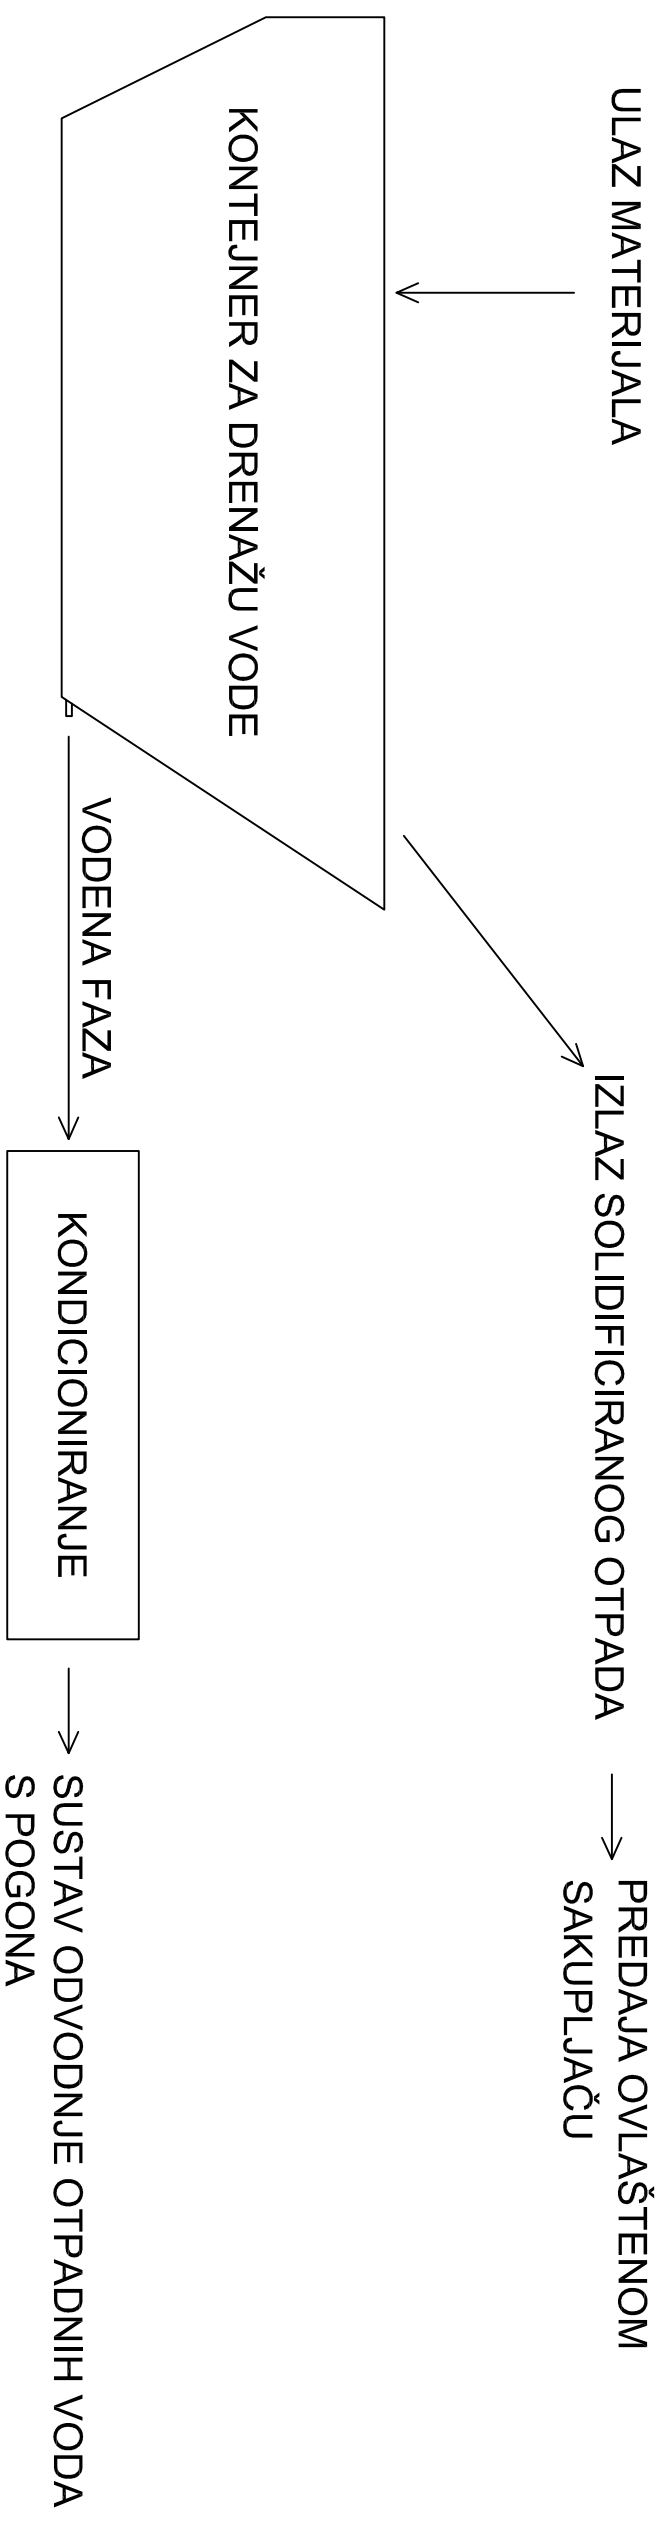 ULAZ MATERIJALA
KONTEJNER ZA DRENAŽU VODE
IZLAZ SOLIDIFICIRANOG OTPADA
PREDAJA OVLAŠTENOM
SAKUPLJAČU
VODENA FAZA
KONDICIONIRANJE
SUSTAV ODVODNJE OTPADNIH VODA
S POGONA